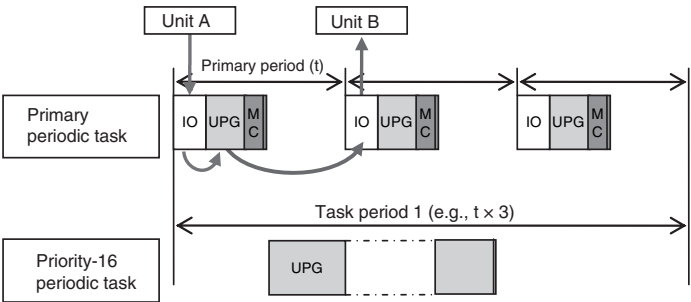 Unit A
Unit B
Primary period (t)
Primary
periodic task
IO
UPG
M
C
IO
UPG
M
C
IO
UPG
M
C
Task period 1 (e.g., t × 3)
Priority-16
periodic task
UPG